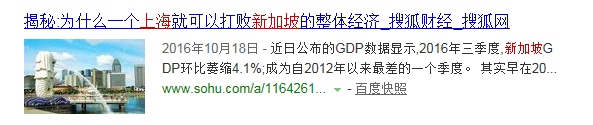 揭秘:为什么一个上海就可以打败新加坡的整体经济_搜狐财经_搜狐网
2016年10月18日 - 近日公布的GDP数据显示,2016年三季度,新加坡G
DP环比萎缩4.1%;成为自2012年以来最差的一个季度。 其实早在20...
www.sohu.com/a/1164261... - 百度快照